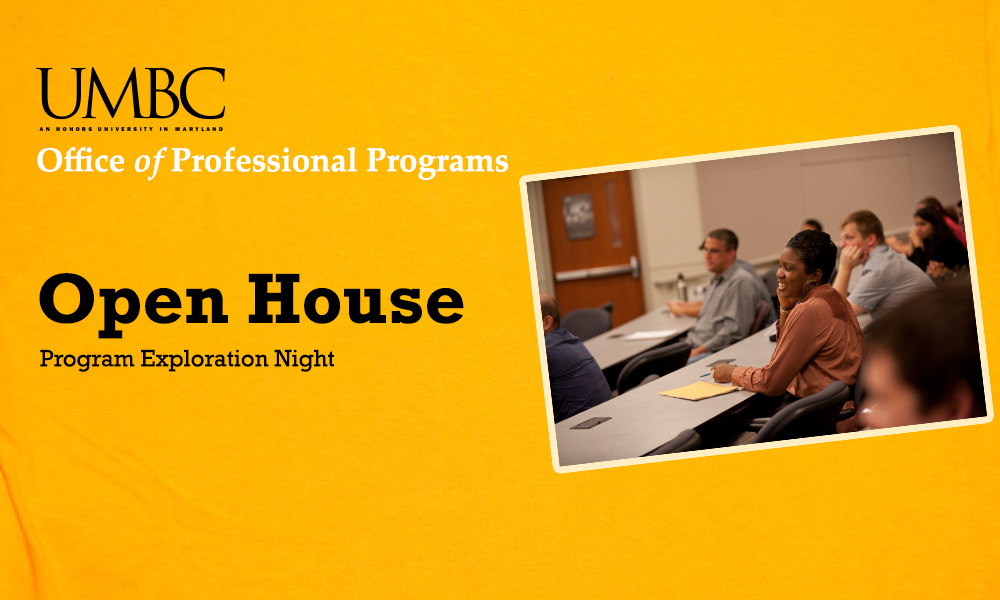 UMBC
AN HONORS UNIVERSITY IN MARYLAND
Office of Professional Programs
Open House
Program Exploration Night